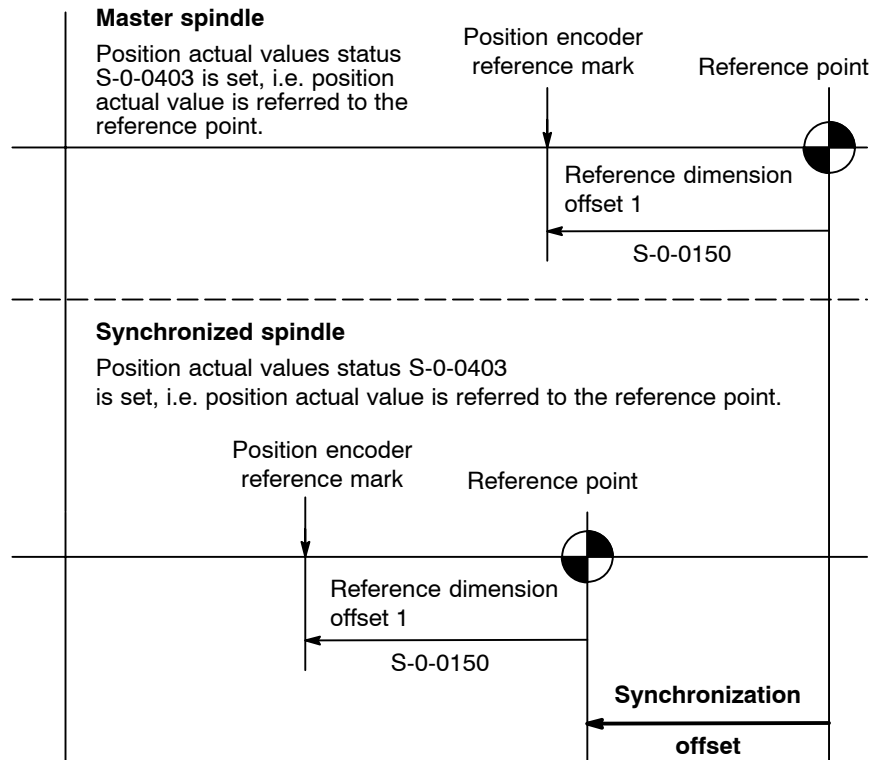 Master spindle
Position actual values status
S-0-0403 is set, i.e. position
actual value is referred to the
reference point.
Position encoder
reference mark
Reference point
Reference dimension
offset 1
S-0-0150
Synchronized spindle
Position actual values status S-0-0403
is set, i.e. position actual value is referred to the reference point.
Position encoder
reference mark
Reference point
Reference dimension
offset 1
S-0-0150
Synchronization
offset